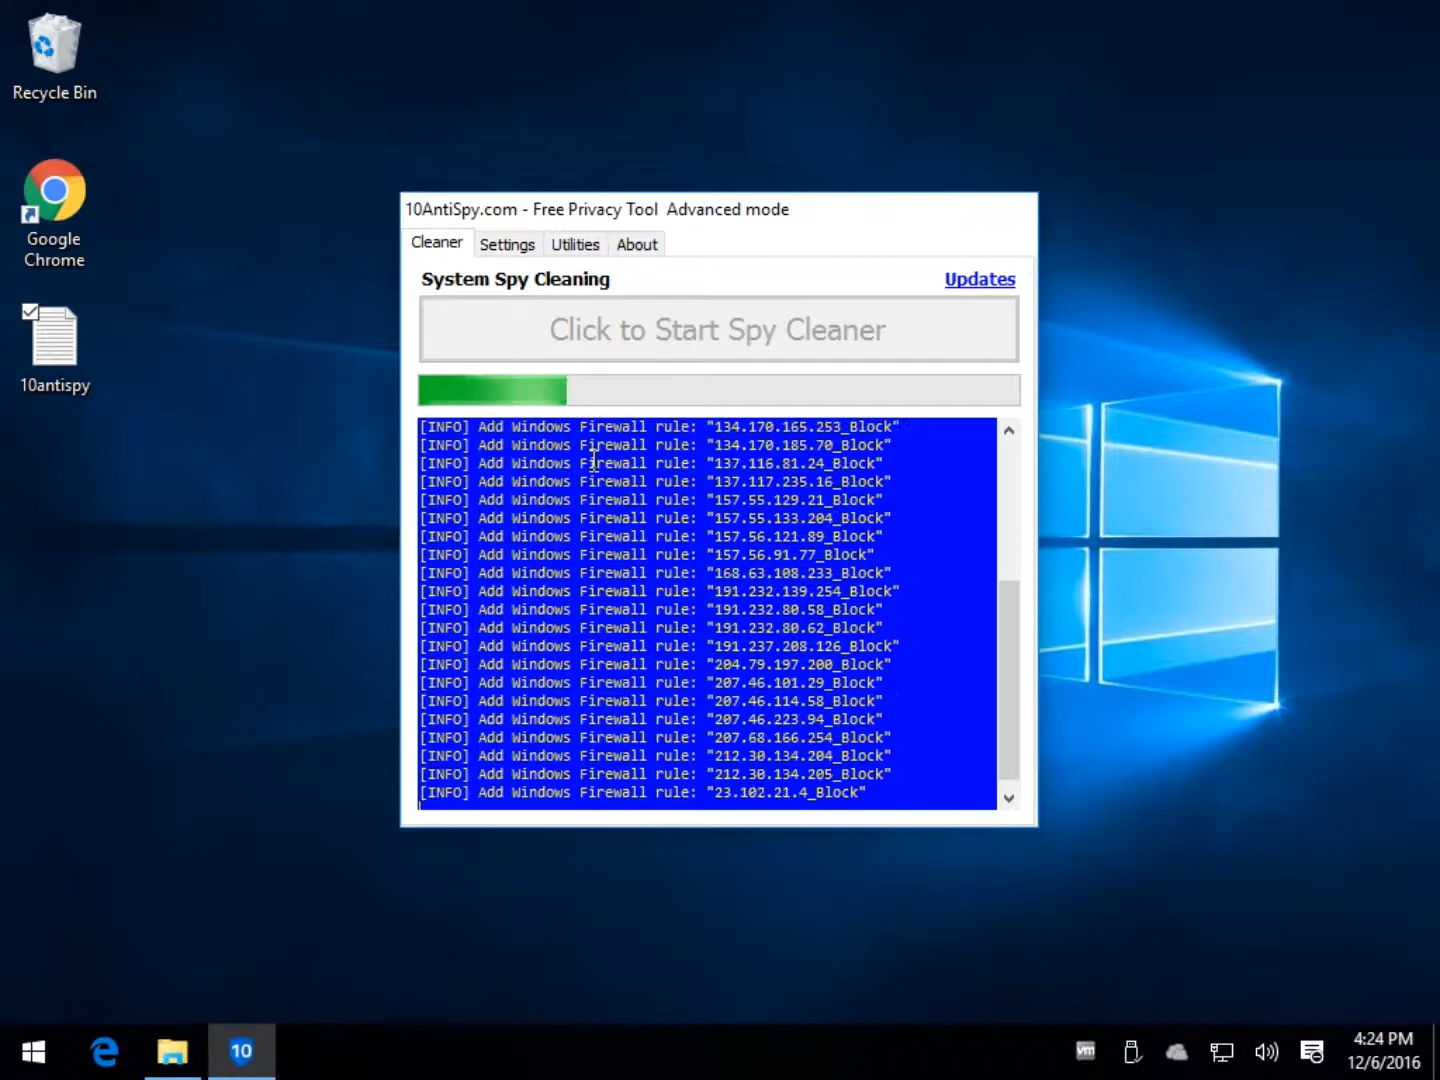 Recycle Bin
Google
Chrome
10antispy
10AntiSpy.com - Free Privacy Tool  Advanced mode
Cleaner Settings Utilities About
System Spy Cleaning Updates
Click to Start Spy Cleaner
[INFO] Add Windows Firewall rule: "134.170.165.253_Block"
[INFO] Add Windows Firewall rule: "134.170.185.70_Block"
[INFO] Add Windows Firewall rule: "137.116.81.24_Block"
[INFO] Add Windows Firewall rule: "137.117.235.16_Block"
[INFO] Add Windows Firewall rule: "157.55.129.21_Block"
[INFO] Add Windows Firewall rule: "157.55.133.204_Block"
[INFO] Add Windows Firewall rule: "157.56.121.89_Block"
[INFO] Add Windows Firewall rule: "157.56.91.77_Block"
[INFO] Add Windows Firewall rule: "168.63.108.233_Block"
[INFO] Add Windows Firewall rule: "191.232.139.254_Block"
[INFO] Add Windows Firewall rule: "191.232.80.58_Block"
[INFO] Add Windows Firewall rule: "191.232.80.62_Block"
[INFO] Add Windows Firewall rule: "191.237.208.126_Block"
[INFO] Add Windows Firewall rule: "204.79.197.200_Block"
[INFO] Add Windows Firewall rule: "207.46.101.29_Block"
[INFO] Add Windows Firewall rule: "207.46.114.58_Block"
[INFO] Add Windows Firewall rule: "207.46.223.94_Block"
[INFO] Add Windows Firewall rule: "207.68.166.254_Block"
[INFO] Add Windows Firewall rule: "212.30.134.204_Block"
[INFO] Add Windows Firewall rule: "212.30.134.205_Block"
[INFO] Add Windows Firewall rule: "23.102.21.4_Block"
10
vm
4:24 PM
12/6/2016